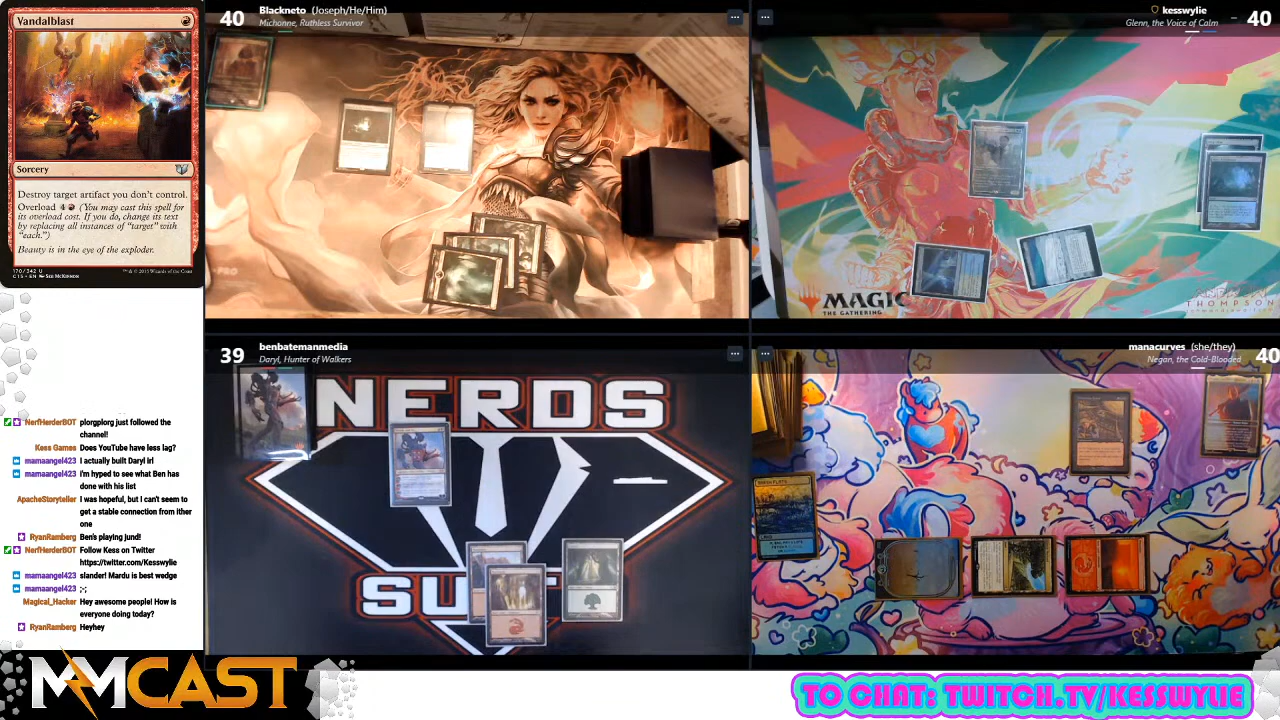 Vandalblast
Sorcery
Destroy target artifact you don't control.
Overload 4 (You may cast this spell for
its overload cost. If you do, change its text
by replacing all instances of "target" with
"each.")
Beauty is in the eye of the exploder.
170/342 U
C15 • EN
40
Blackneto (Joseph/He/Him)
Michonne, Ruthless Survivor
kesswylie
Glenn, the Voice of Calm
40
MAGIC
THE GATHERING
THOMPSON
39
benbatemanmedia
Daryl, Hunter of Walkers
NERDS
manacurves (she/they)
Negan, the Cold-Blooded
40
NerfHerderBOT plorgplorg just followed the
channel!
Kess Games Does YouTube have less lag?
mamaangel423 I actually built Daryl irl
mamaangel423 i'm hyped to see what Ben has
done with his list
ApacheStoryteller I was hopeful, but I can't seem to
get a stable connection from ither
one
RyanRamberg Ben's playing jund!
NerfHerderBOT Follow Kess on Twitter
https://twitter.com/Kesswylie
mamaangel423 slander! Mardu is best wedge
mamaangel423 ;-;
Magical_Hacker Hey awesome people! How is
everyone doing today?
RyanRamberg Heyhey
MMCAST
TO CHAT: TWITCH.TV/KESSWYLIE